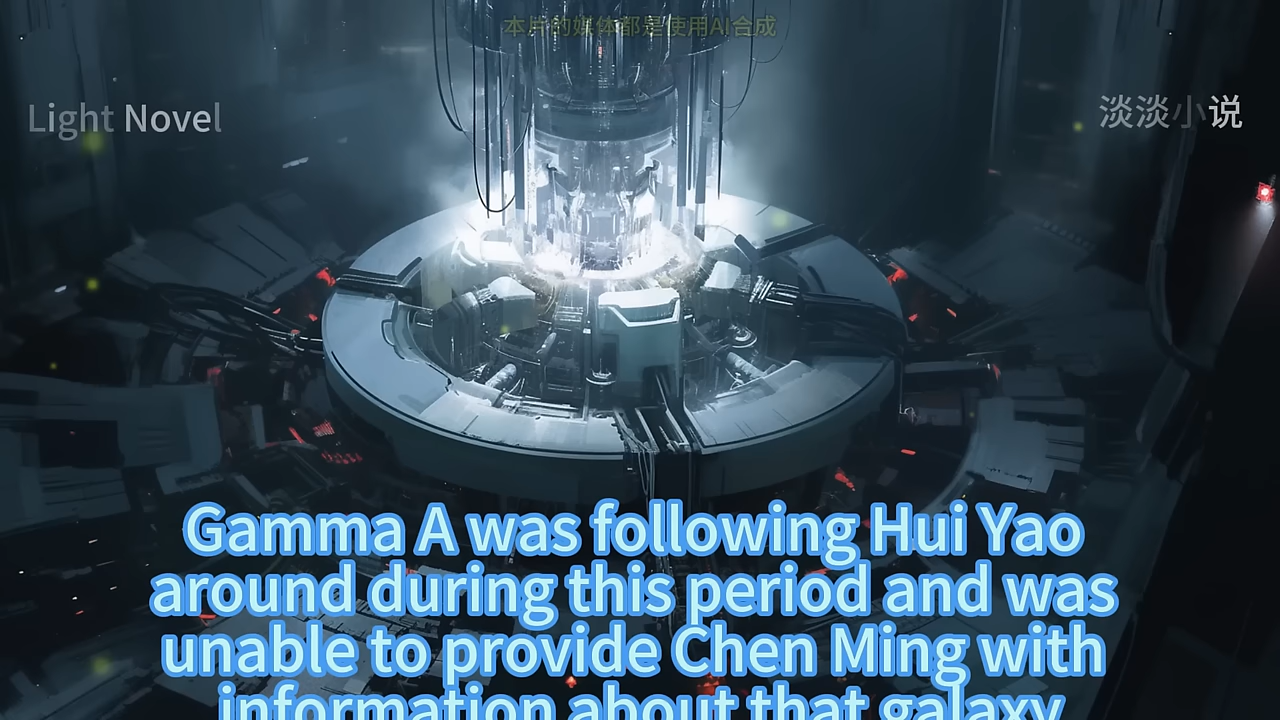 本片的媒体都是使用AI合成
Light Novel
淡淡小说
Gamma A was following Hui Yao
around during this period and was
unable to provide Chen Ming with
information about that galaxy